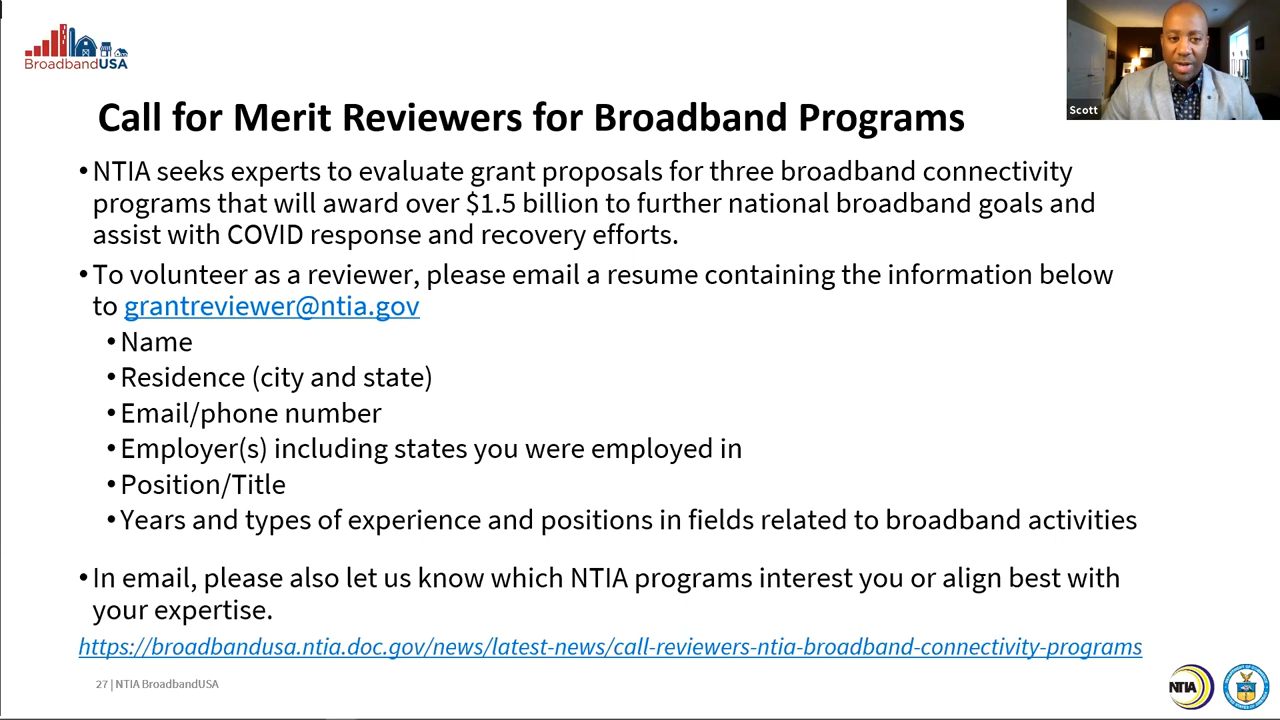 BroadbandUSA
Scott
Call for Merit Reviewers for Broadband Programs
•NTIA seeks experts to evaluate grant proposals for three broadband connectivity
programs that will award over $1.5 billion to further national broadband goals and
assist with COVID response and recovery efforts.
•To volunteer as a reviewer, please email a resume containing the information below
to grantreviewer@ntia.gov
•Name
•Residence (city and state)
•Email/phone number
•Employer(s) including states you were employed in
•Position/Title
•Years and types of experience and positions in fields related to broadband activities
•In email, please also let us know which NTIA programs interest you or align best with
your expertise.
https://broadbandusa.ntia.doc.gov/news/latest-news/call-reviewers-ntia-broadband-connectivity-programs
27 | NTIA BroadbandUSA
NTIA